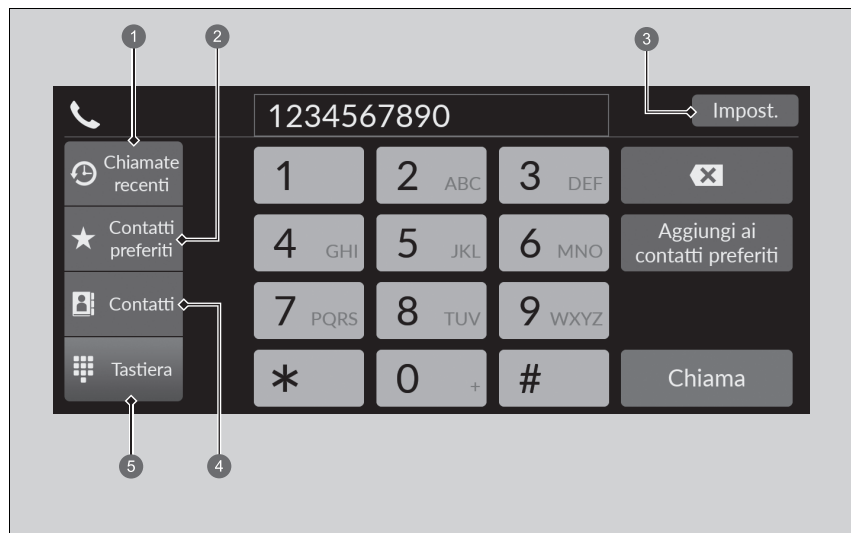 1
2
3
1234567890
Impost.
Chiamate
recenti
1
2 ABC
3 DEF
Contatti
preferiti
4 GHI
5 JKL
6 MNO
Aggiungi ai
contatti preferiti
Contatti
7 PQRS
8 TUV
9 WXYZ
Tastiera
*
0 +
#
Chiama
5
4